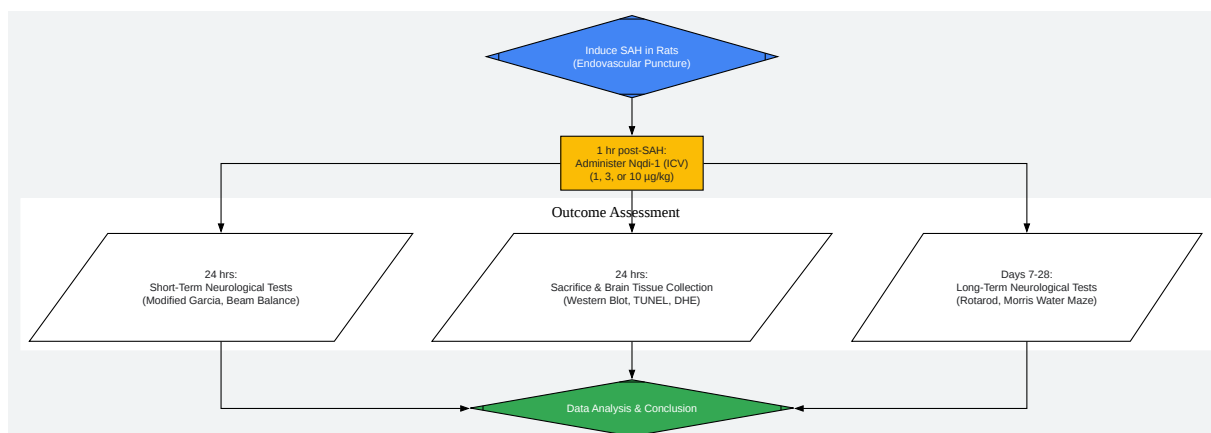 Induce SAH in Rats
(Endovascular Puncture)
1 hr post-SAH:
Administer Nqdi-1 (ICV)
(1, 3, or 10 µg/kg)
Outcome Assessment
24 hrs:
Short-Term Neurological Tests
(Modified Garcia, Beam Balance)
24 hrs:
Sacrifice & Brain Tissue Collection
(Western Blot, TUNEL, DHE)
Days 7-28:
Long-Term Neurological Tests
(Rotarod, Morris Water Maze)
Data Analysis & Conclusion